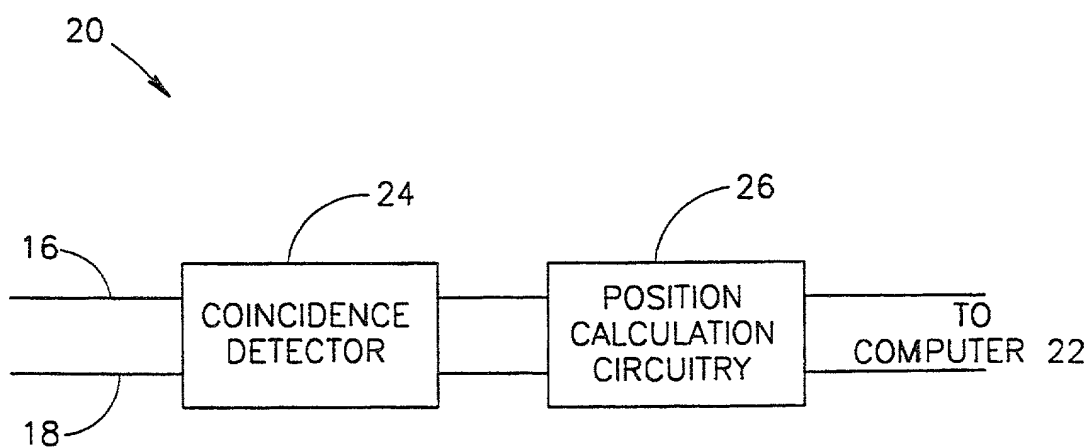 20
24
26
16
COINCIDENCE
DETECTOR
POSITION
CALCULATION
CIRCUITRY
TO
COMPUTER 22
18